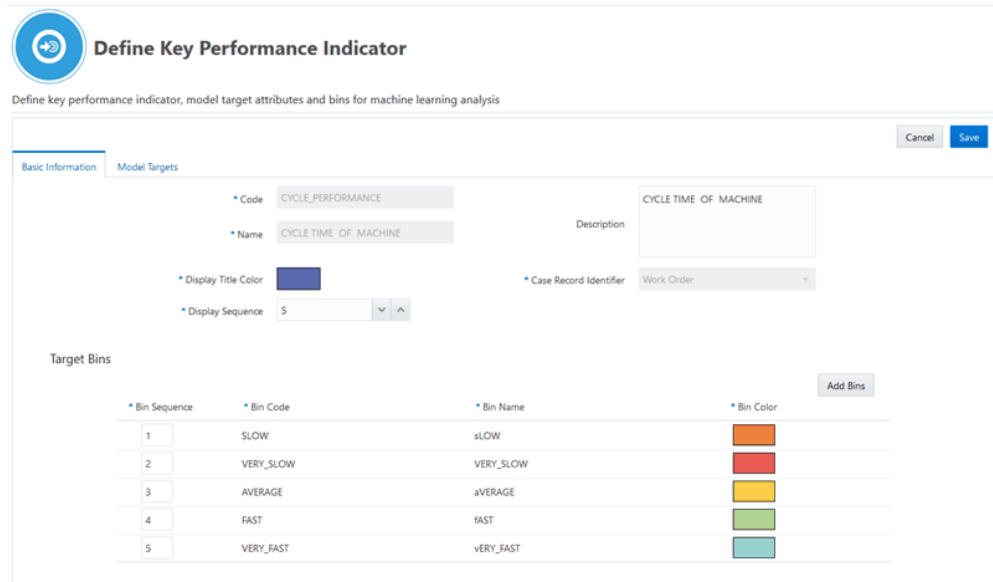 Define Key Performance Indicator
Define key performance indicator, model target attributes and bins for machine learning analysis
Cancel Save
Basic Information Model Targets
* Code CYCLE_PERFORMANCE
* Name CYCLE TIME OF MACHINE
Description CYCLE TIME OF MACHINE
* Display Title Color
* Case Record Identifier Work Order
* Display Sequence 5
Target Bins
Add Bins
* Bin Sequence * Bin Code * Bin Name * Bin Color
1 SLOW sLOW
2 VERY_SLOW VERY_SLOW
3 AVERAGE aVERAGE
4 FAST fAST
5 VERY_FAST vERY_FAST